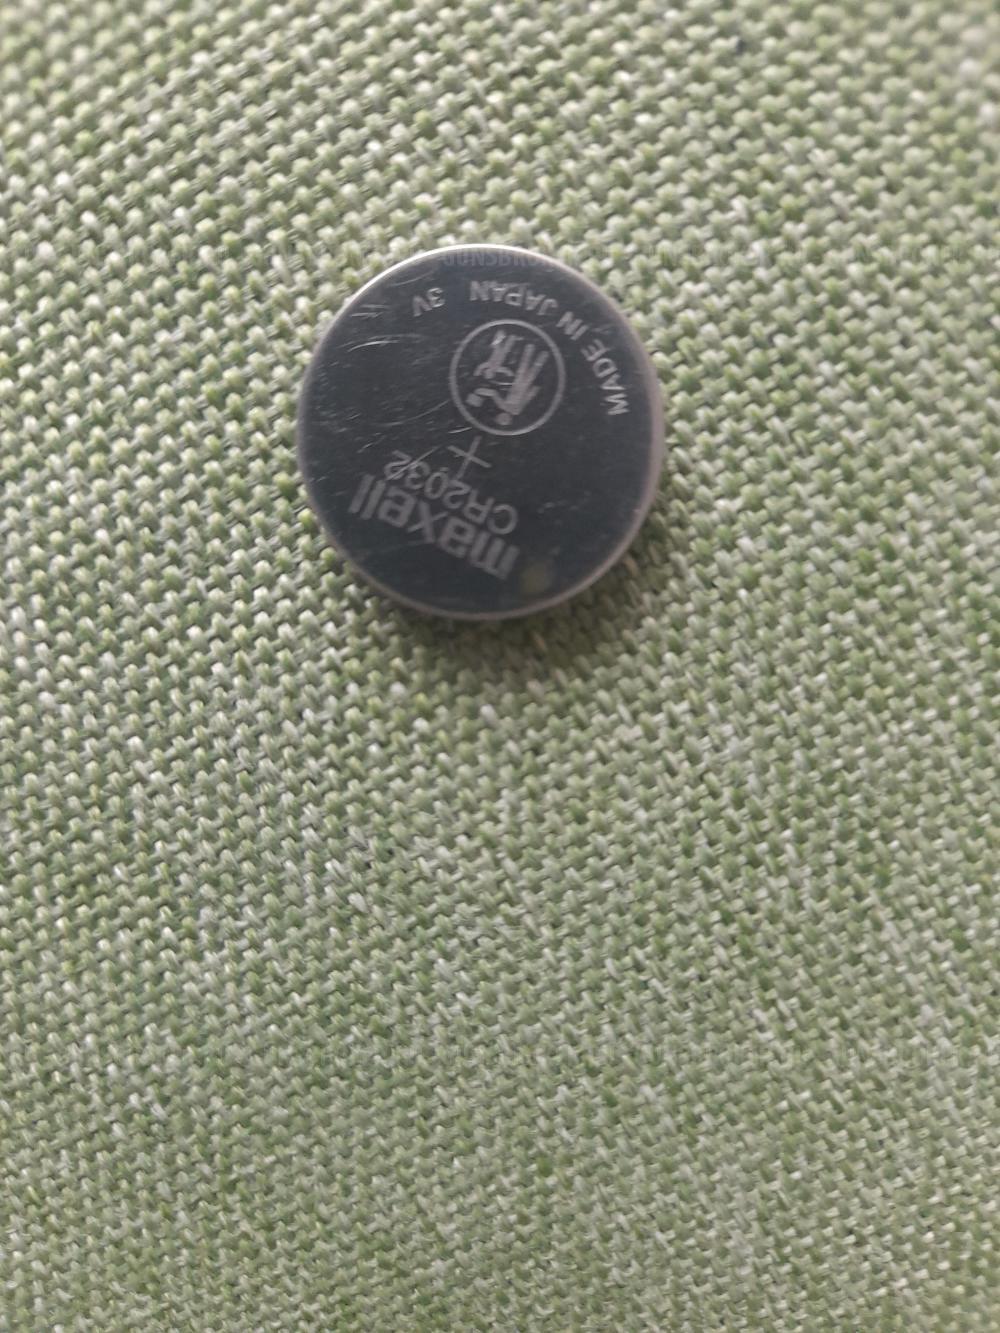 maxell
CR2032
+
MADE IN JAPAN 3V